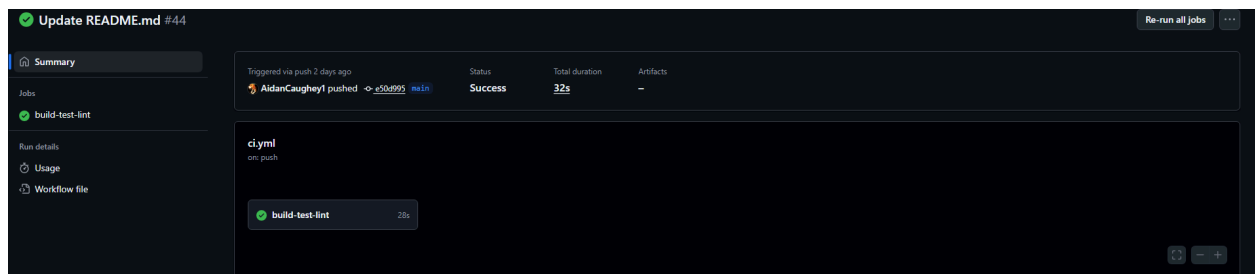 Update README.md #44
Re-run all jobs
Summary
Jobs
build-test-lint
Run details
Usage
Workflow file
Triggered via push 2 days ago
AidanCaughey1 pushed e50d995 main
Status
Success
Total duration
32s
Artifacts
–
ci.yml
on: push
build-test-lint 28s